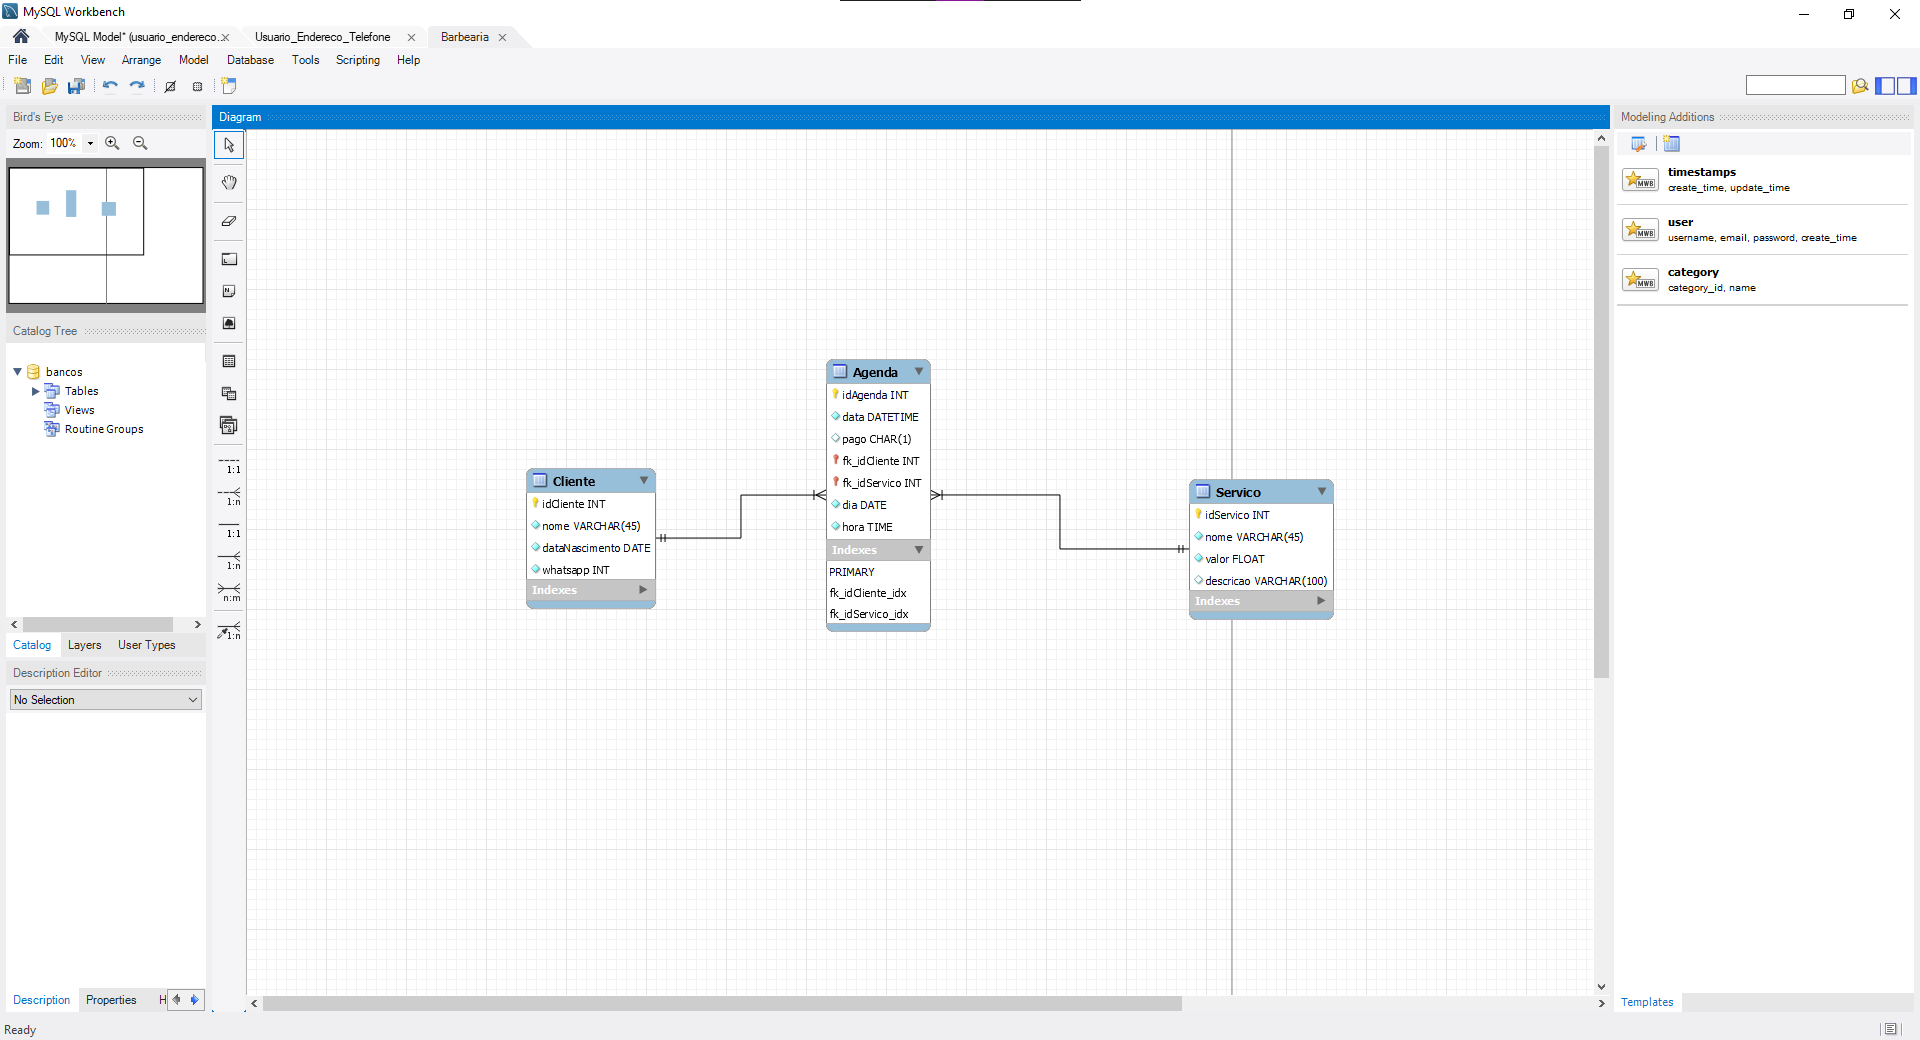 MySQL Workbench
MySQL Model* (usuario_endereco.
Usuario_Endereco_Telefone
Barbearia
File Edit View Arrange Model Database Tools Scripting Help
Bird's Eye
Diagram
Modeling Additions
Zoom: 100%
timestamps
create_time, update_time
user
username, email, password, create_time
category
category_id, name
MWB
MWB
MWB
Catalog Tree
bancos
Tables
Views
Routine Groups
1:1
1:n
1:1
1:n
n:m
1:n
Cliente
idCliente INT
nome VARCHAR(45)
dataNascimento DATE
whatsapp INT
Indexes
Agenda
idAgenda INT
data DATETIME
pago CHAR(1)
fk_idCliente INT
fk_idServico INT
dia DATE
hora TIME
Indexes
PRIMARY
fk_idCliente_idx
fk_idServico_idx
Servico
idServico INT
nome VARCHAR(45)
valor FLOAT
descricao VARCHAR(100)
Indexes
Catalog Layers User Types
Description Editor
No Selection
Description Properties H
Templates
Ready